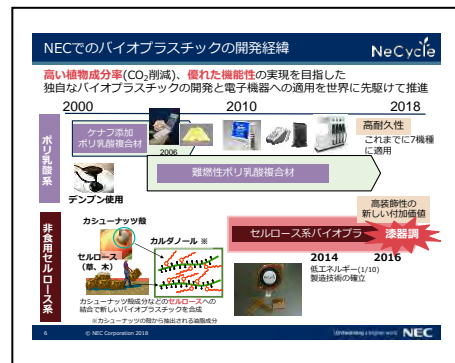 NECでのバイオプラスチックの開発経緯
NeCycle
高い植物成分率(CO₂削減)、優れた機能性の実現を目指した
独自なバイオプラスチックの開発と電子機器への適用を世界に先駆けて推進
2000 2010 2018
ポリ乳酸系
ケナフ添加
ポリ乳酸複合材
2006
高耐久性
これまでに7機種
に適用
難燃性ポリ乳酸複合材
デンプン使用
高装飾性の
新しい付加価値
非食用セルロース系
カシューナッツ殻
カルダノール ※
セルロース
(草、木)
セルロース系バイオプラ
漆器調
2014 2016
低エネルギー(1/10)
製造技術の確立
カシューナッツ殻成分などのセルロースへの
結合で新しいバイオプラスチックを合成
※カシューナッツの殻から抽出される油脂成分
6 © NEC Corporation 2018
Orchestrating a brighter world NEC